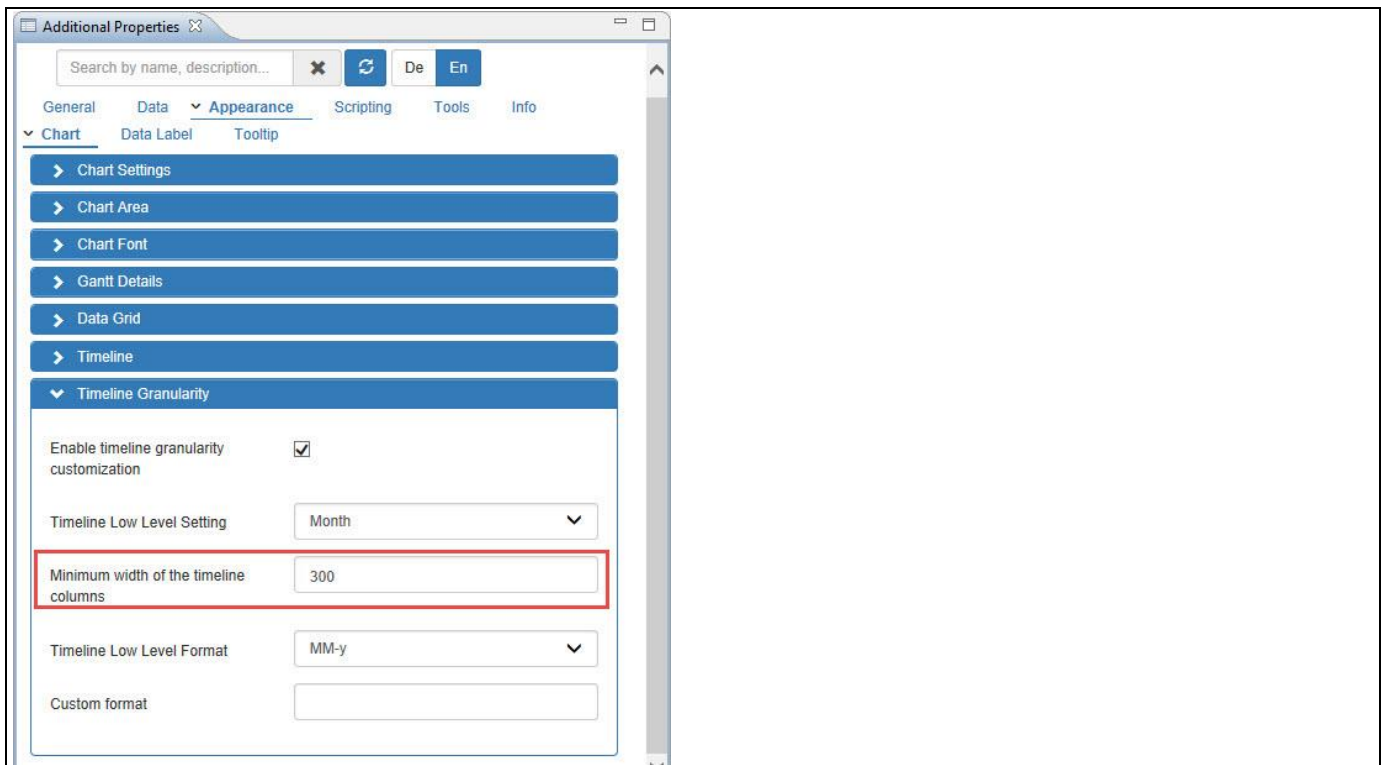 Additional Properties
Search by name, description... De En
General Data Appearance Scripting Tools Info
Chart Data Label Tooltip
Chart Settings
Chart Area
Chart Font
Gantt Details
Data Grid
Timeline
Timeline Granularity
Enable timeline granularity
customization
Timeline Low Level Setting Month
Minimum width of the timeline
columns
300
Timeline Low Level Format MM-y
Custom format